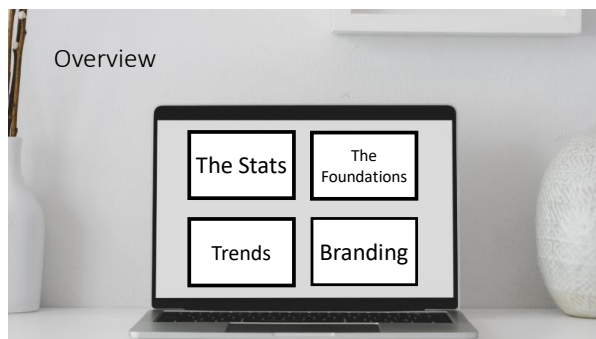 Overview
The Stats
The
Foundations
Trends
Branding